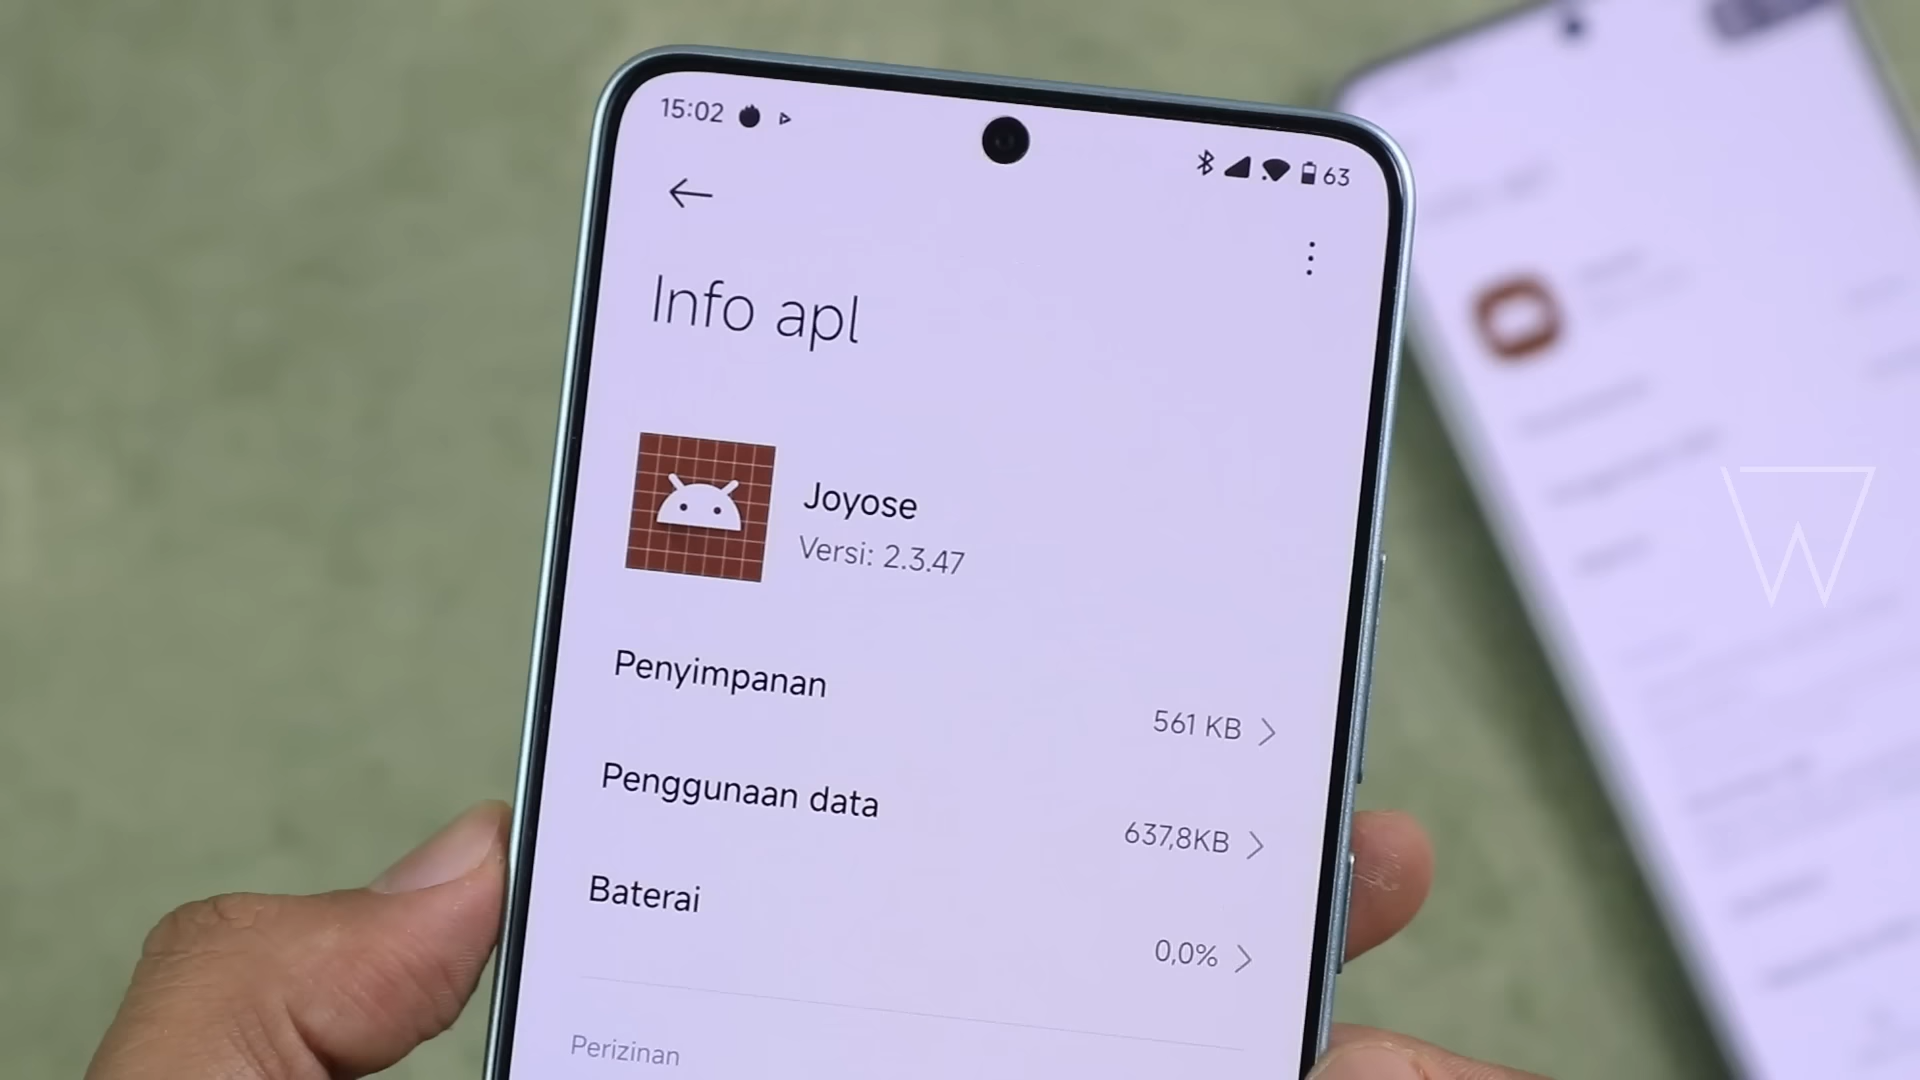 15:02
63
Info apl
Joyose
Versi: 2.3.47
Penyimpanan
561 KB
Penggunaan data
637,8KB
Baterai
0,0%
Perizinan